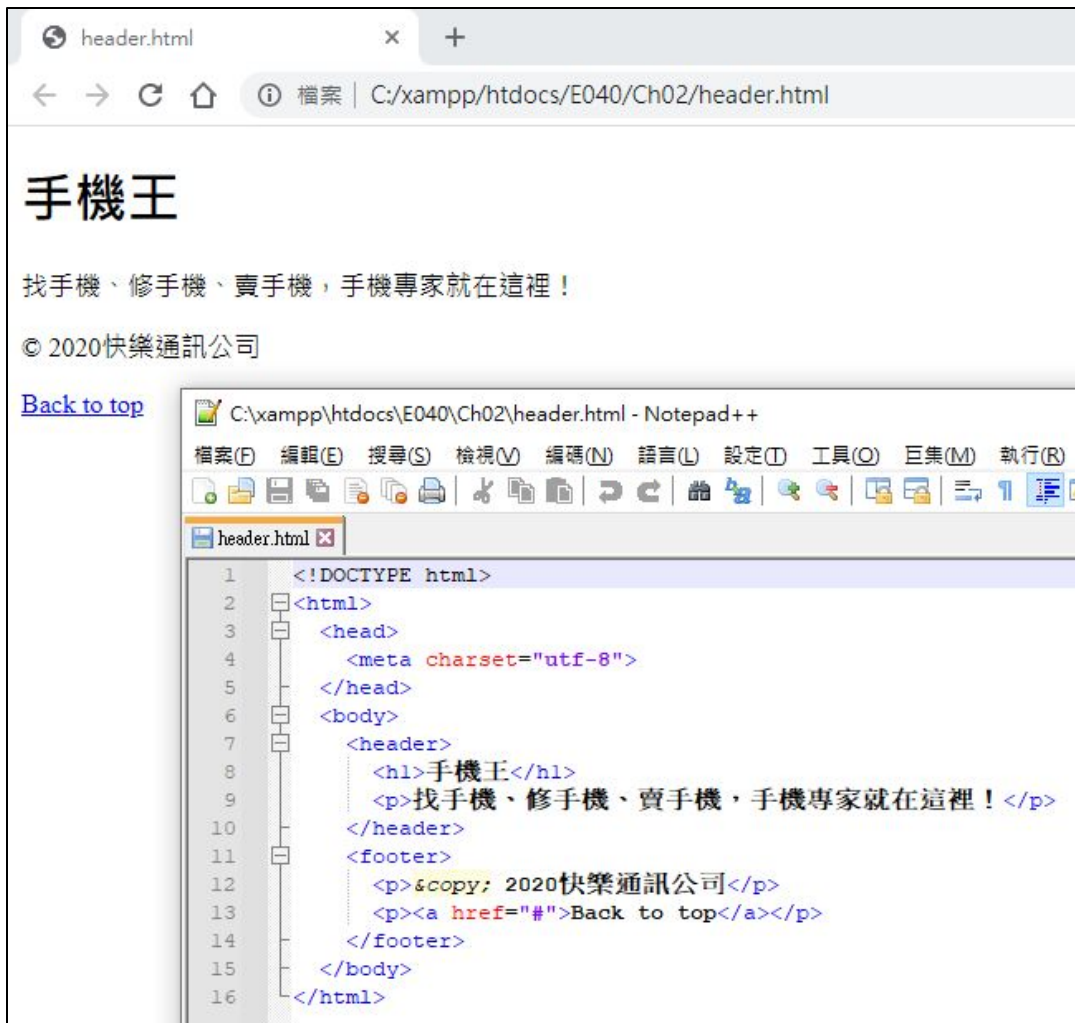 header.html
檔案 C:/xampp/htdocs/E040/Ch02/header.html
手機王
找手機、修手機、賣手機，手機專家就在這裡！
© 2020快樂通訊公司
Back to top
C:\xampp\htdocs\E040\Ch02\header.html - Notepad++
檔案(F) 編輯(E) 搜尋(S) 檢視(V) 編碼(N) 語言(L) 設定(T) 工具(O) 巨集(M) 執行(R)
header.html
1 <!DOCTYPE html>
2 <html>
3 <head>
4 <meta charset="utf-8">
5 </head>
6 <body>
7 <header>
8 <h1>手機王</h1>
9 <p>找手機、修手機、賣手機，手機專家就在這裡！</p>
10 </header>
11 <footer>
12 <p>&copy; 2020快樂通訊公司</p>
13 <p><a href="#">Back to top</a></p>
14 </footer>
15 </body>
16 </html>